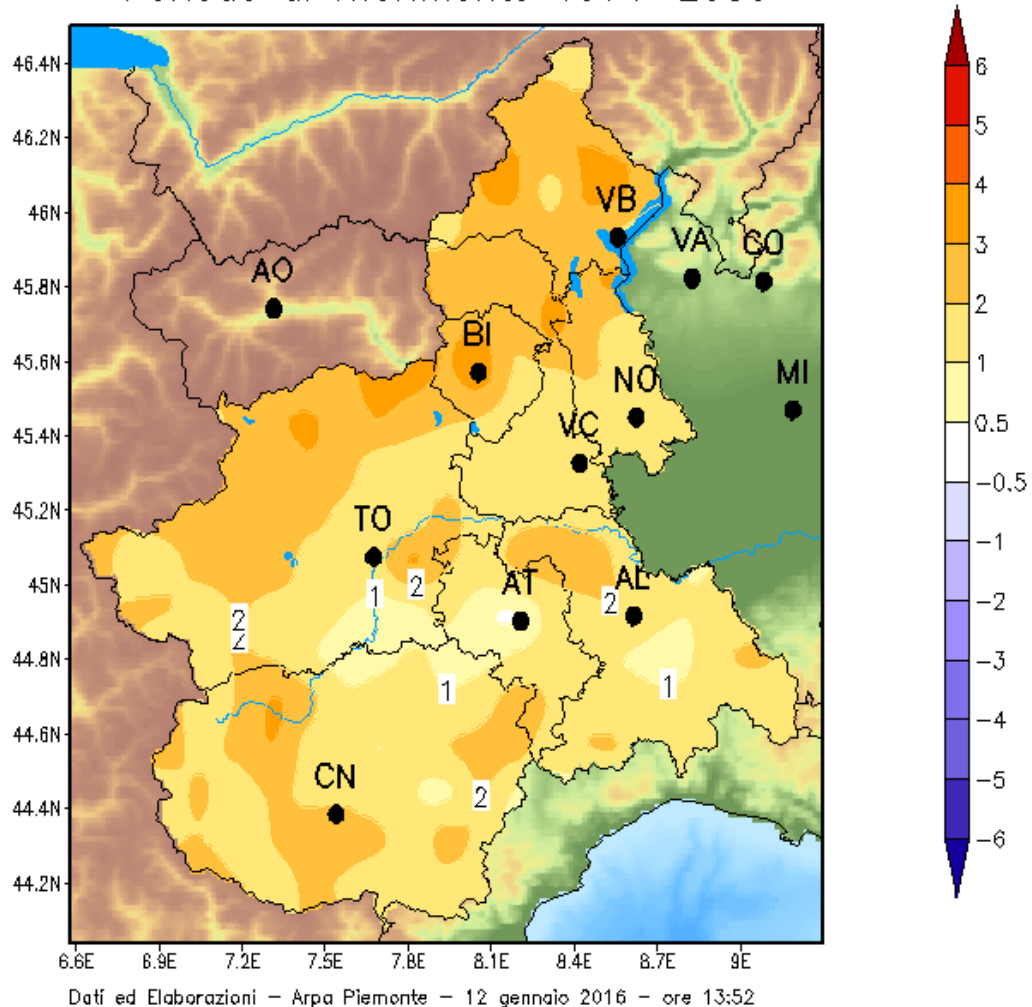 46.4N
46.2N
46N
45.8N
45.6N
45.4N
45.2N
45N
44.8N
44.6N
44.4N
44.2N
6.6E 6.9E 7.2E 7.5E 7.8E 8.1E 8.4E 8.7E 9E
VB
VA CO
AO
BI
MI
NO
VC
TO
AT AL
1 2 2
2
2
1 1
CN
2
6
5
4
3
2
1
0.5
-0.5
-1
-2
-3
-4
-5
-6
Dati ed Elaborazioni - Arpa Piemonte - 12 gennaio 2016 - ore 13:52